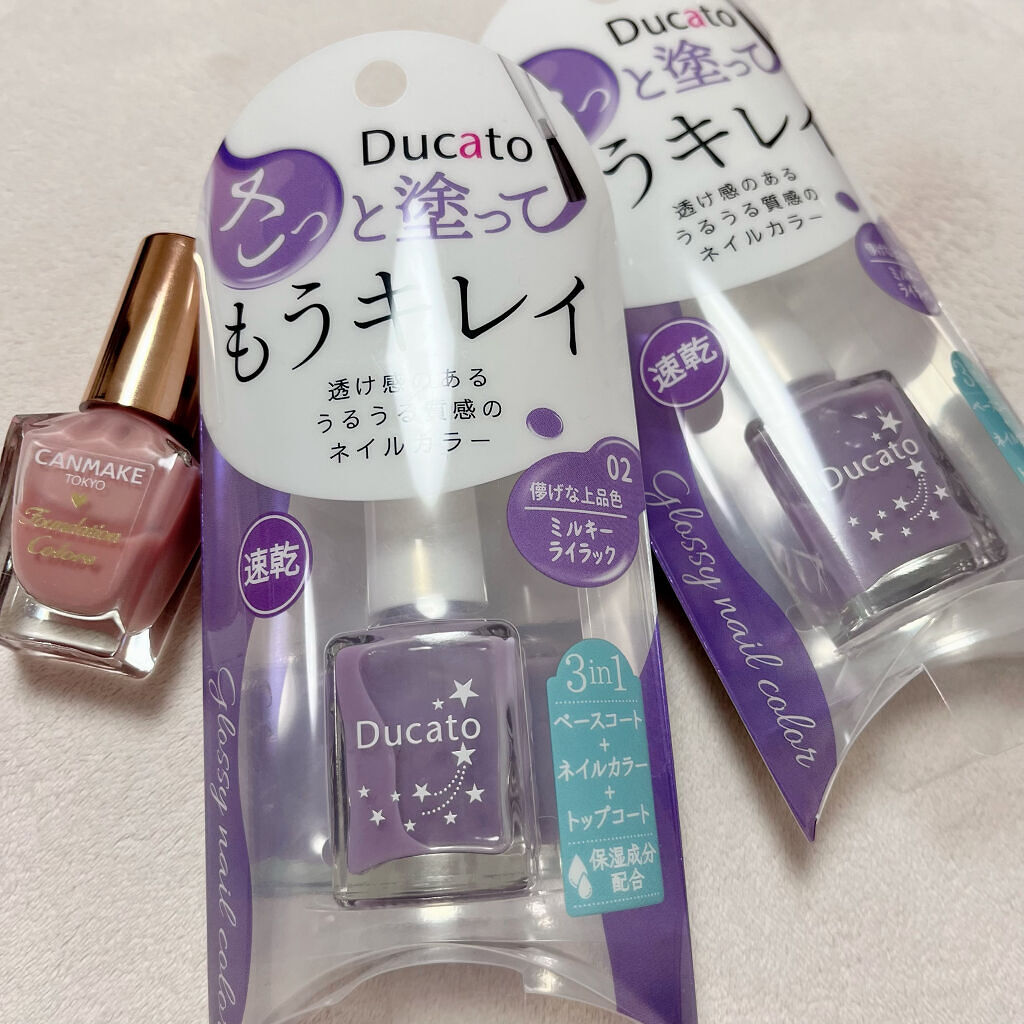 Ducato
さっと塗って
もうキレイ
透け感のある
うるうる質感の
ネイルカラー
02
儚げな上品色
ミルキー
ライラック
速乾
Glossy nail color
3in1
ベースコート
+
ネイルカラー
+
トップコート
保湿成分
配合
Ducato
CANMAKE
TOKYO
Foundation
Colors
Ducato
っと塗って
うキレイ
透け感のある
うるうる質感の
ネイルカラー
速乾
Glossy nail color
Ducato